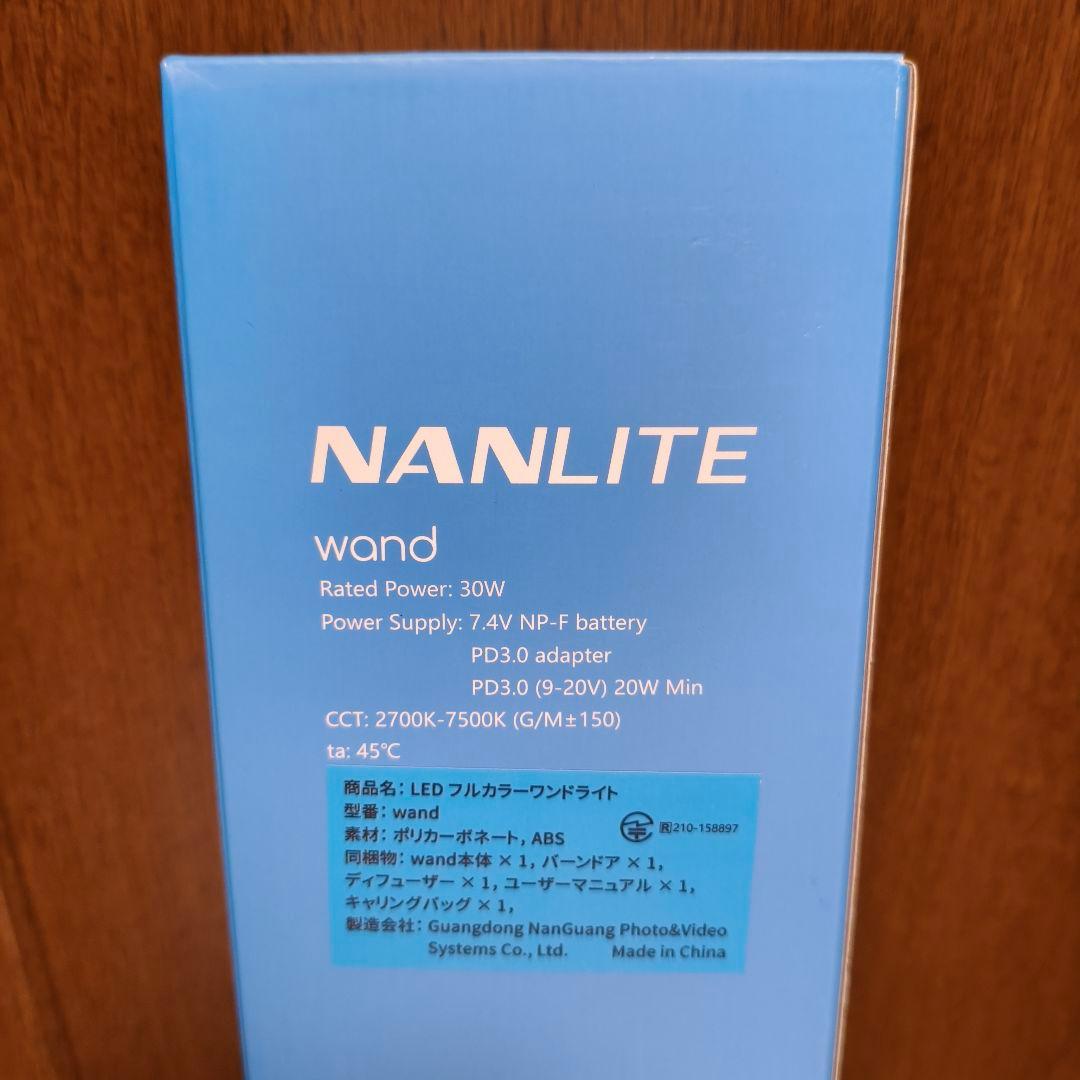 NANLITE
wand
Rated Power: 30W
Power Supply: 7.4V NP-F battery
PD3.0 adapter
PD3.0 (9-20V) 20W Min
CCT: 2700K-7500K (G/M±150)
ta: 45℃
商品名: LED フルカラーワンドライト
型番: wand
素材: ポリカーボネート, ABS
R 210-158897
同梱物: wand本体 × 1, バーンドア × 1,
ディフューザー × 1, ユーザーマニュアル × 1,
キャリングバッグ × 1,
製造会社: Guangdong NanGuang Photo&Video
Systems Co., Ltd. Made in China